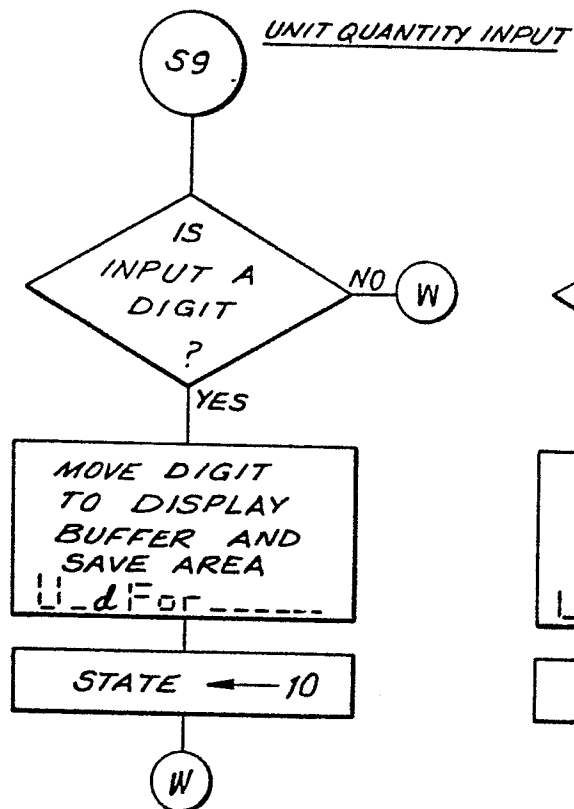 UNIT QUANTITY INPUT
S9
IS
INPUT A
DIGIT
?
NO
W
YES
MOVE DIGIT
TO DISPLAY
BUFFER AND
SAVE AREA
U_dFor______
STATE ← 10
W